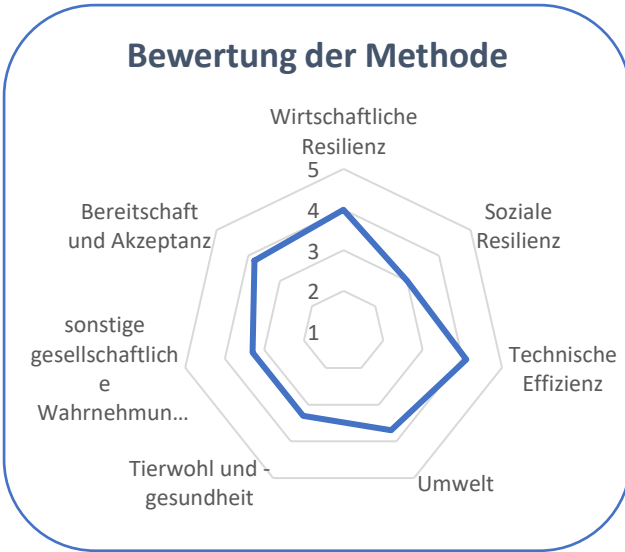 Bewertung der Methode
Wirtschaftliche
Resilienz
5
4
3
2
1
Soziale
Resilienz
Technische
Effizienz
Umwelt
Tierwohl und -
gesundheit
sonstige
gesellschaftlich
e
Wahrnehmun...
Bereitschaft
und Akzeptanz